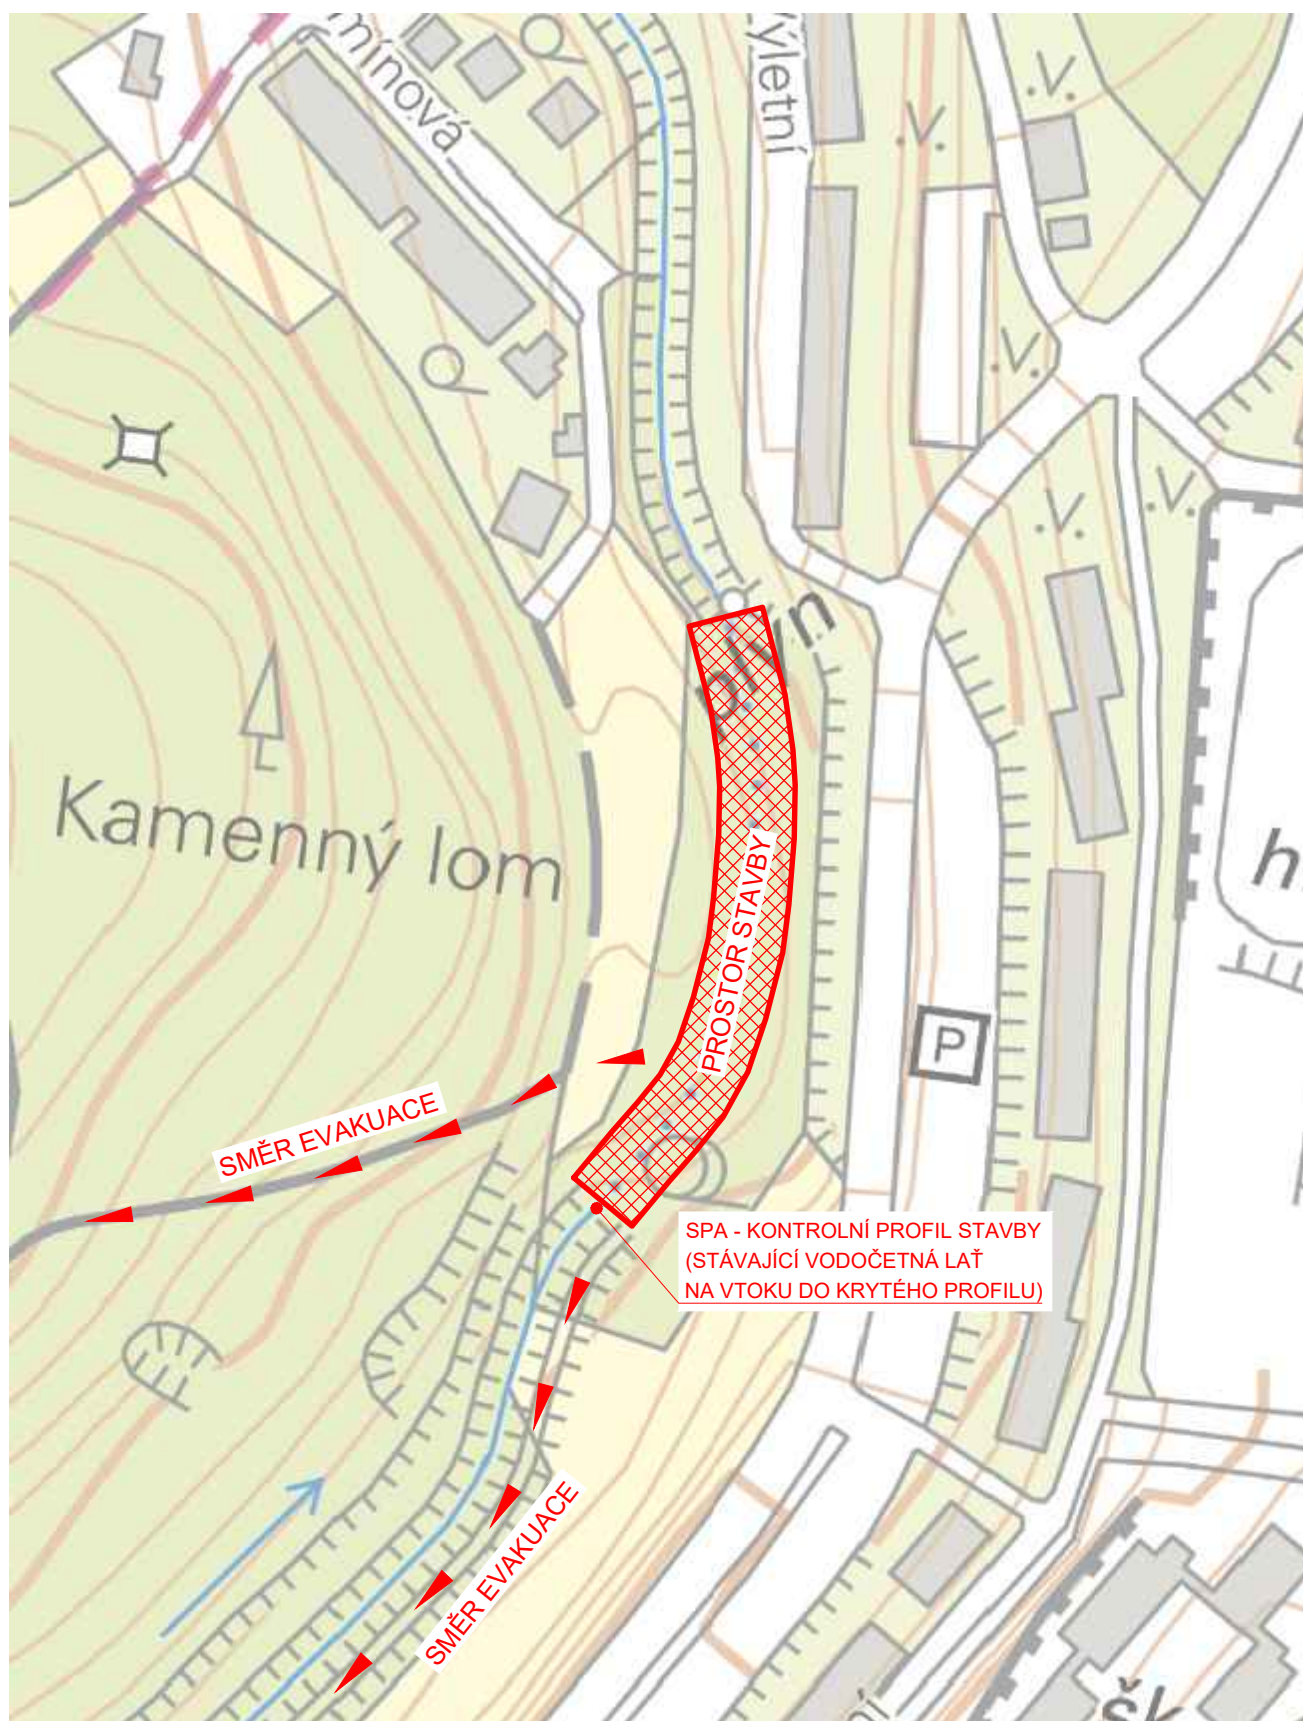 mínová
ýletní
plyn
Kamenný lom
h
PROSTOR STAVBY
P
SMĚR EVAKUACE
SPA - KONTROLNÍ PROFIL STAVBY
(STÁVAJÍCÍ VODOČETNÁ LAŤ
NA VTOKU DO KRYTÉHO PROFILU)
SMĚR EVAKUACE
šk